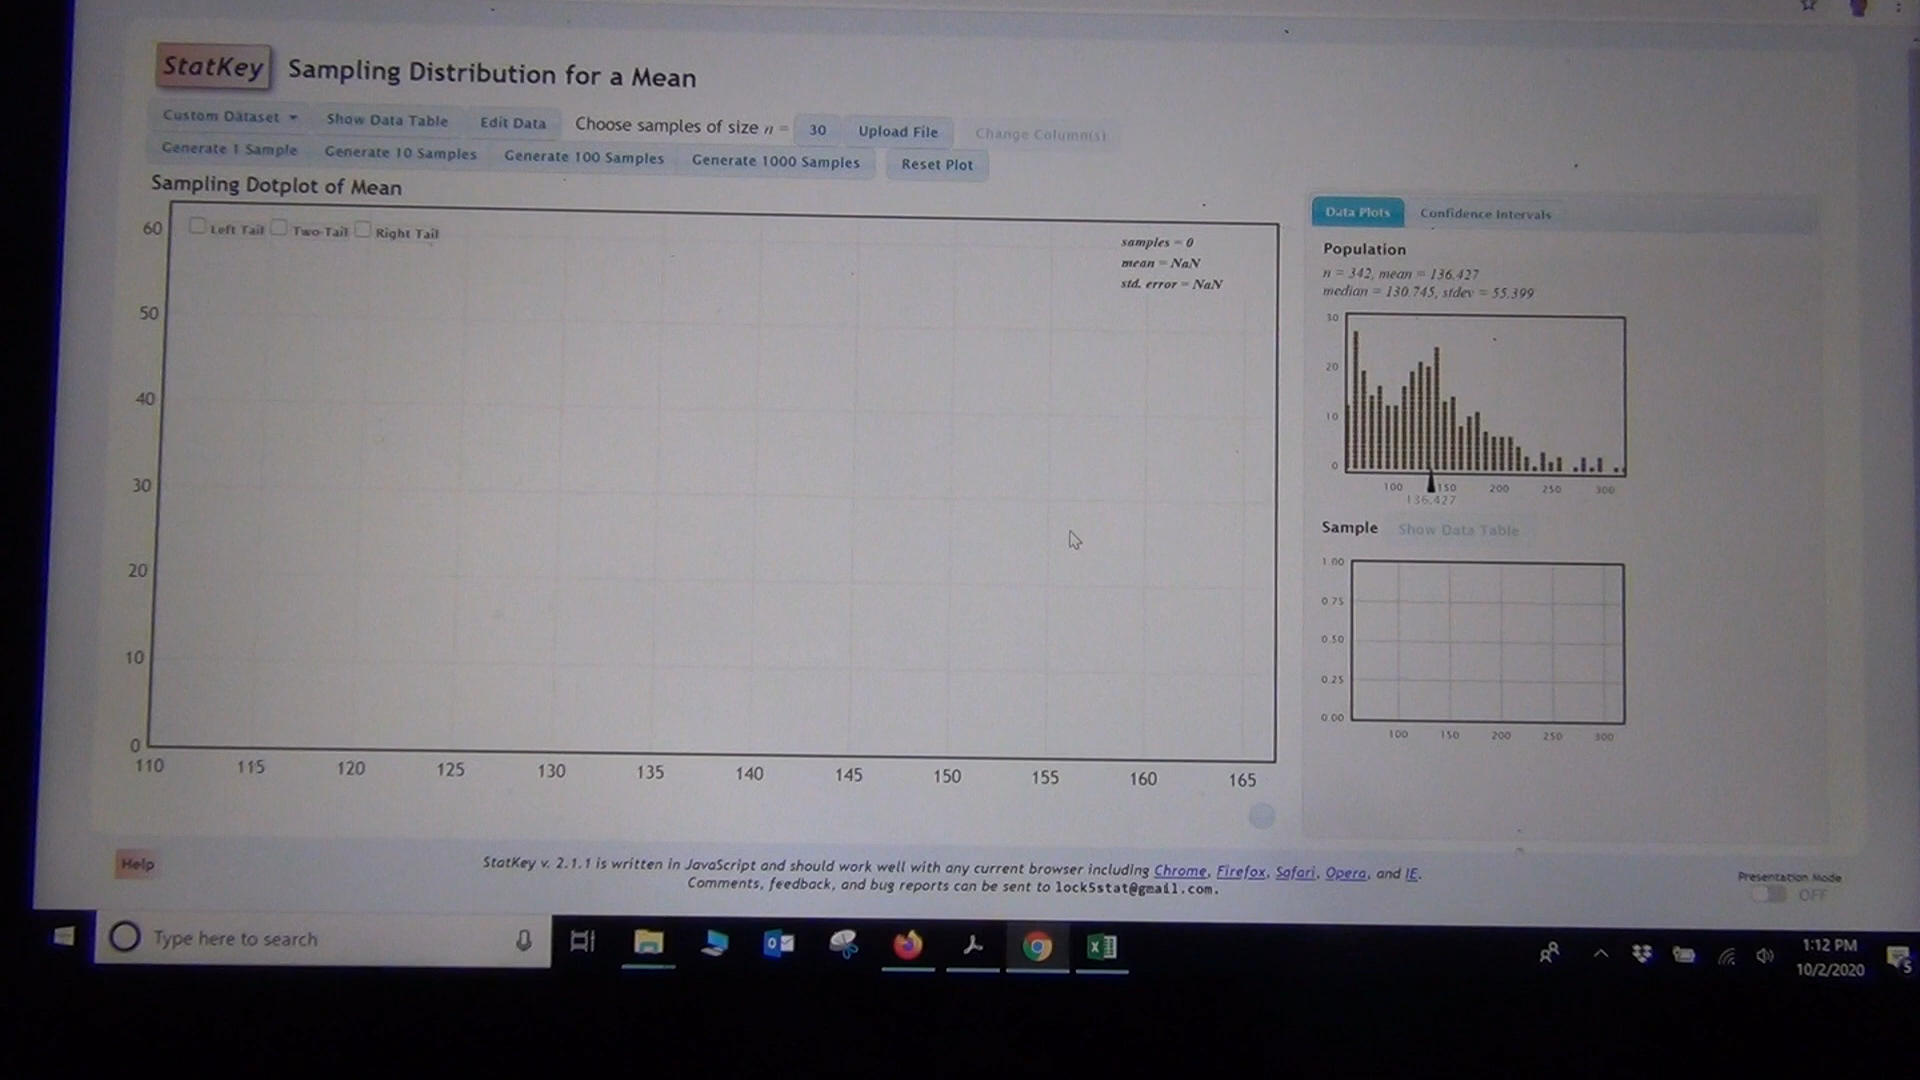 StatKey Sampling Distribution for a Mean
Custom Dataset Show Data Table Edit Data Choose samples of size n = 30 Upload File Change Column(s)
Generate 1 Sample Generate 10 Samples Generate 100 Samples Generate 1000 Samples Reset Plot
Sampling Dotplot of Mean
Left Tail Two-Tail Right Tail
samples = 0
mean = NaN
std. error = NaN
60
50
40
30
20
10
0
110 115 120 125 130 135 140 145 150 155 160 165
Data Plots Confidence Intervals
Population
n = 342, mean = 136.427
median = 130.745, stdev = 55.399
30
20
10
0
100 150 200 250 300
136.427
Sample Show Data Table
1.00
0.75
0.50
0.25
0.00
100 150 200 250 300
Help
StatKey v. 2.1.1 is written in JavaScript and should work well with any current browser including Chrome, Firefox, Safari, Opera, and IE.
Comments, feedback, and bug reports can be sent to lock5stat@gmail.com.
Presentation Mode
OFF
Type here to search
1:12 PM
10/2/2020
5